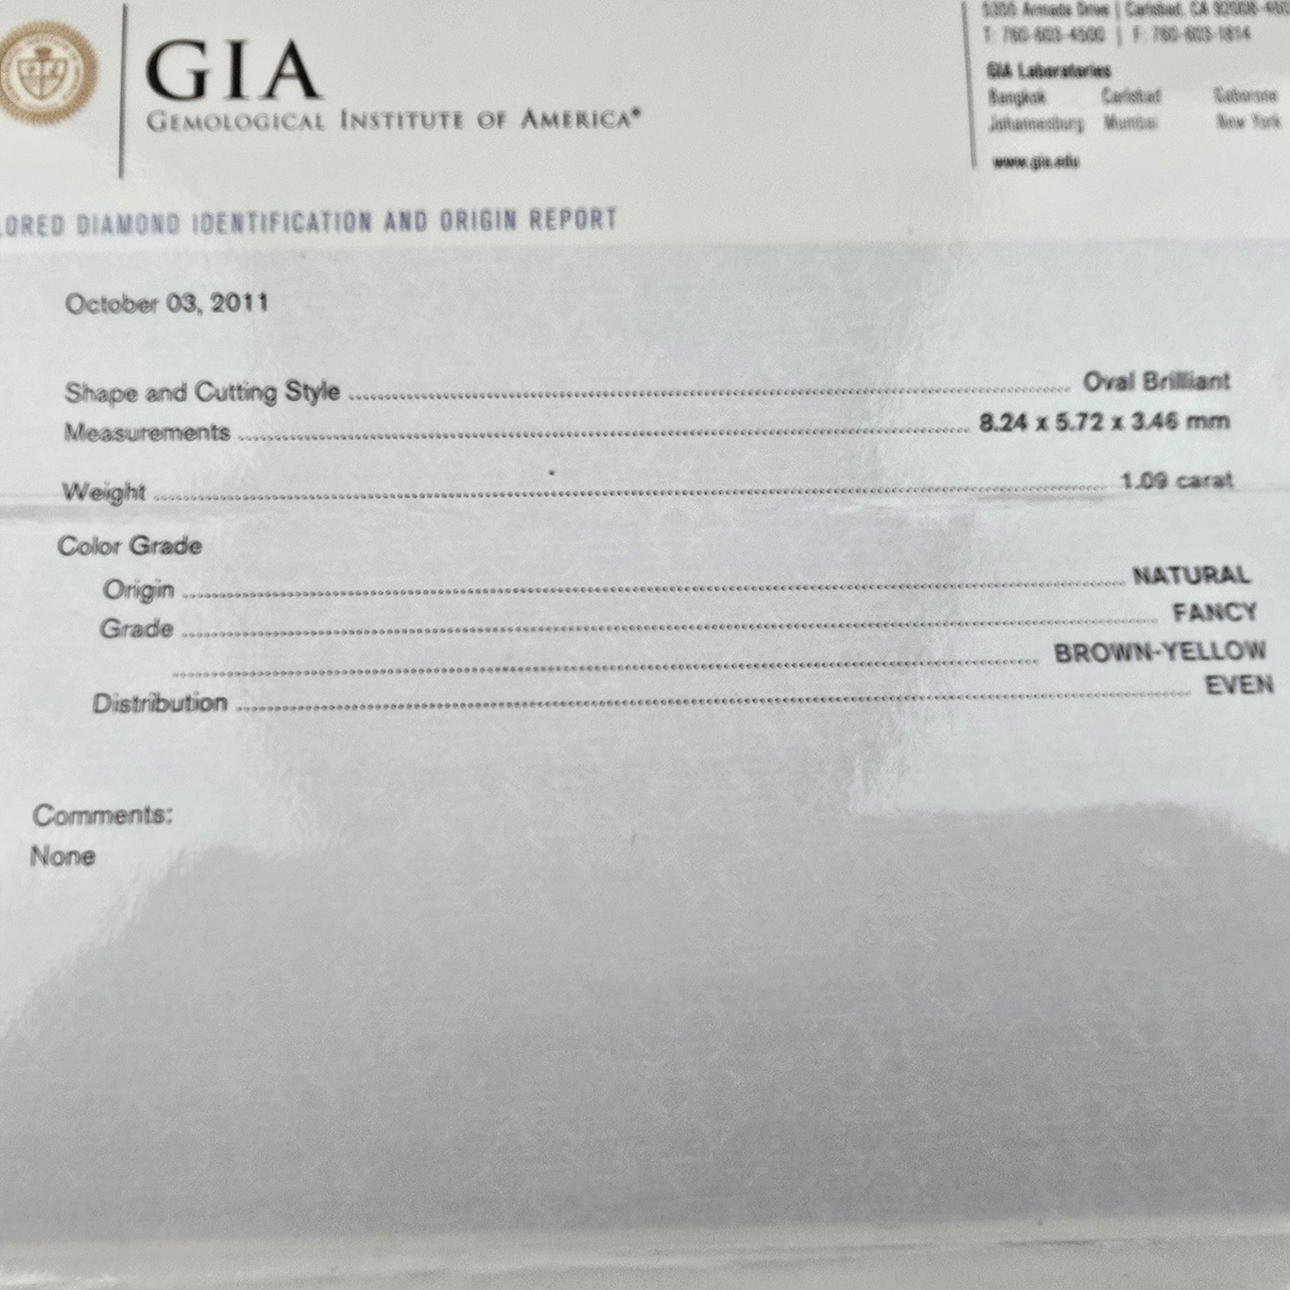 GIA
GEMOLOGICAL INSTITUTE OF AMERICA®
Armada Drive | Carlsbad, CA
T: 760-603-4500 | F: 760-603-1814
GIA Laboratories
Bangkok Carlsbad Gaborone
Johannesburg Mumbai New York
www.gia.edu
LORED DIAMOND IDENTIFICATION AND ORIGIN REPORT
October 03, 2011
Shape and Cutting Style Oval Brilliant
Measurements 8.24 x 5.72 x 3.46 mm
Weight 1.09 carat
Color Grade
Origin NATURAL
Grade FANCY
BROWN-YELLOW
Distribution EVEN
Comments:
None